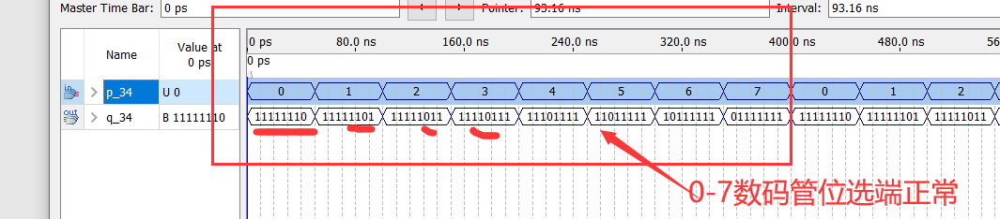 Master Time Bar: 0 ps Pointer: 93.16 ns Interval: 93.16 ns
Name Value at 0 ps
0 ps 80.0 ns 160.0 ns 240.0 ns 320.0 ns 400.0 ns 480.0 ns 56
0 ps
in p_34 U 0 0 1 2 3 4 5 6 7 0 1 2
out q_34 B 11111110 11111110 11111101 11111011 11110111 11101111 11011111 10111111 01111111 11111110 11111101 11111011
0-7数码管位选端正常